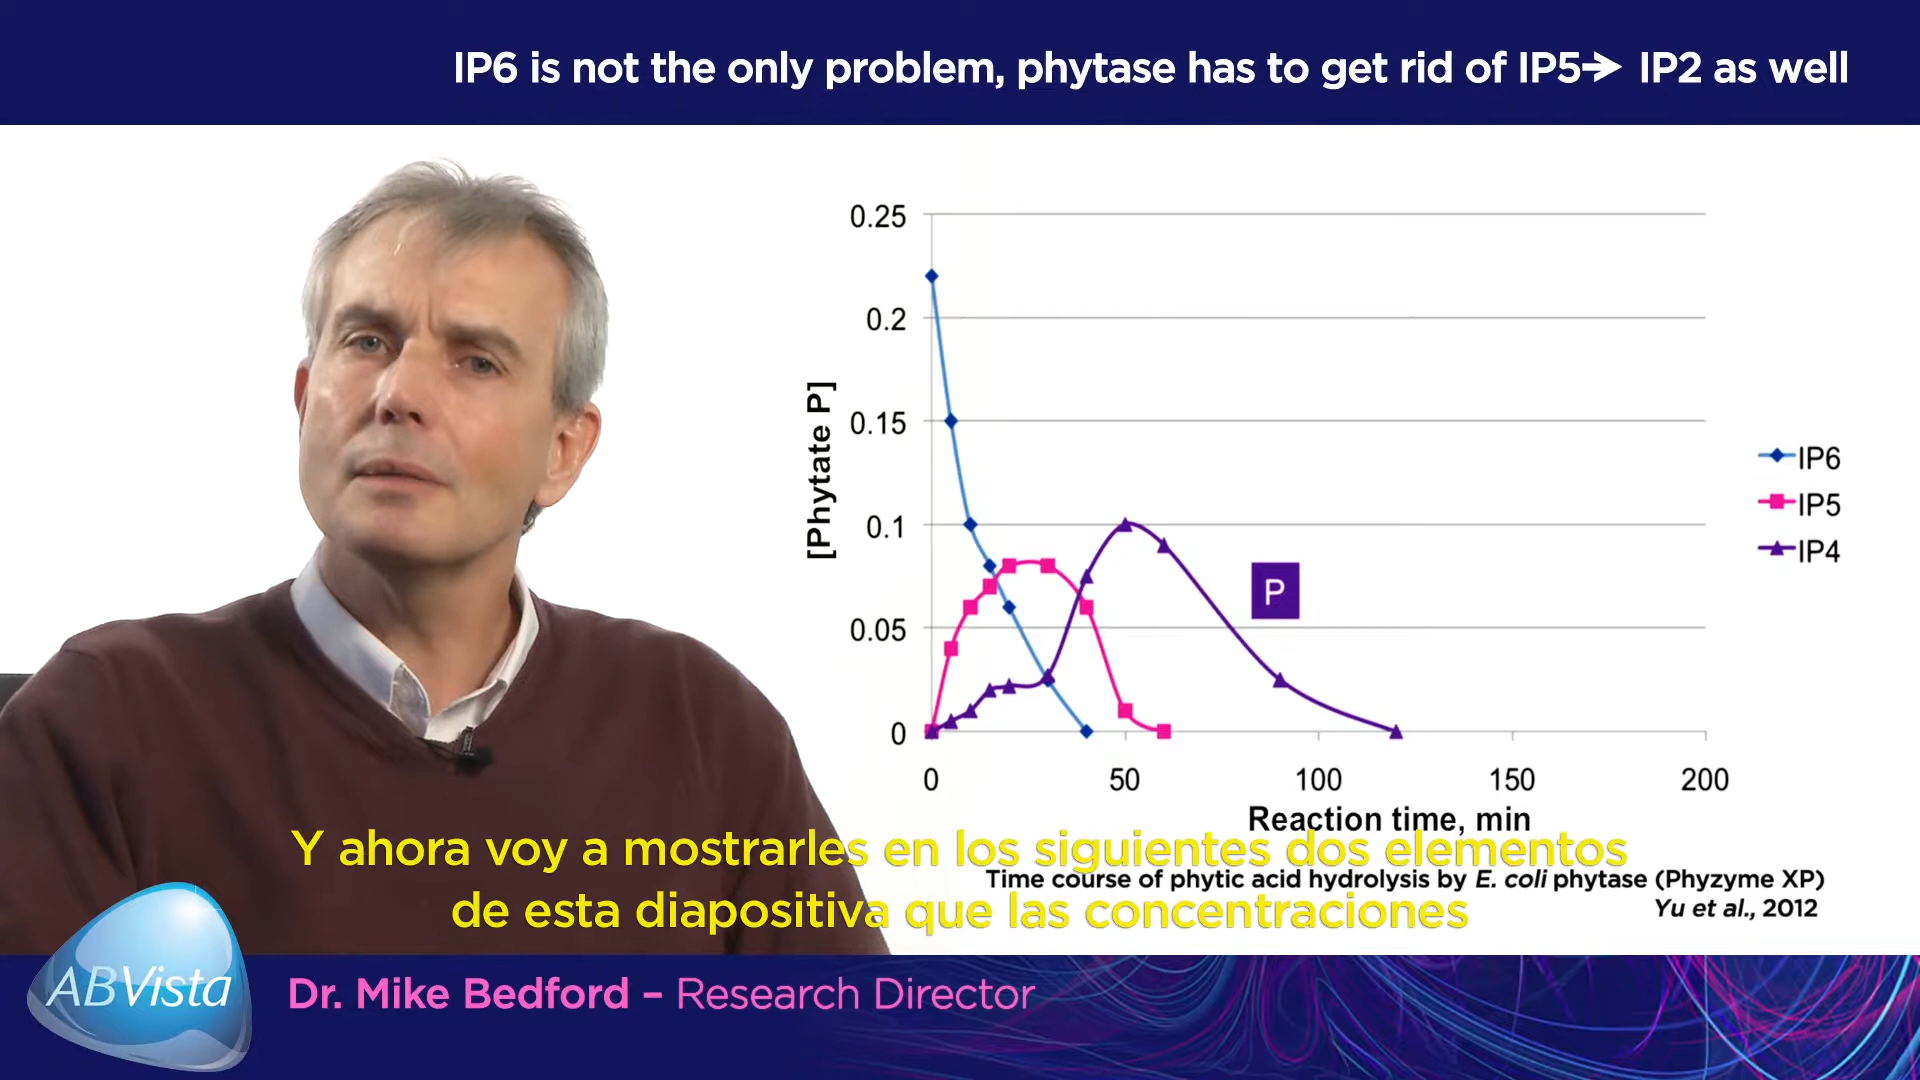 IP6 is not the only problem, phytase has to get rid of IP5→ IP2 as well
0.25
0.2
0.15
0.1
0.05
0
[Phytate P]
P
IP6
IP5
IP4
0 50 100 150 200
Reaction time, min
Y ahora voy a mostrarles en los siguientes dos elementos
Time course of phytic acid hydrolysis by E. coli phytase (Phyzyme XP)
de esta diapositiva que las concentraciones
Yu et al., 2012
ABVista
Dr. Mike Bedford – Research Director